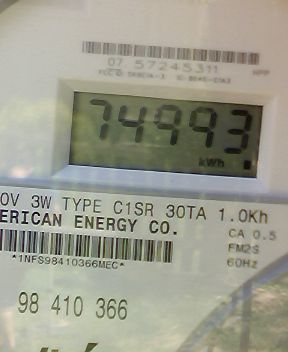 07 57245311
74993
kWh
0V 3W TYPE C1SR 30TA 1.0Kh
ERICAN ENERGY CO.
CA 0.5
FM2S
60Hz
*1NFS98410366MEC*
98 410 366